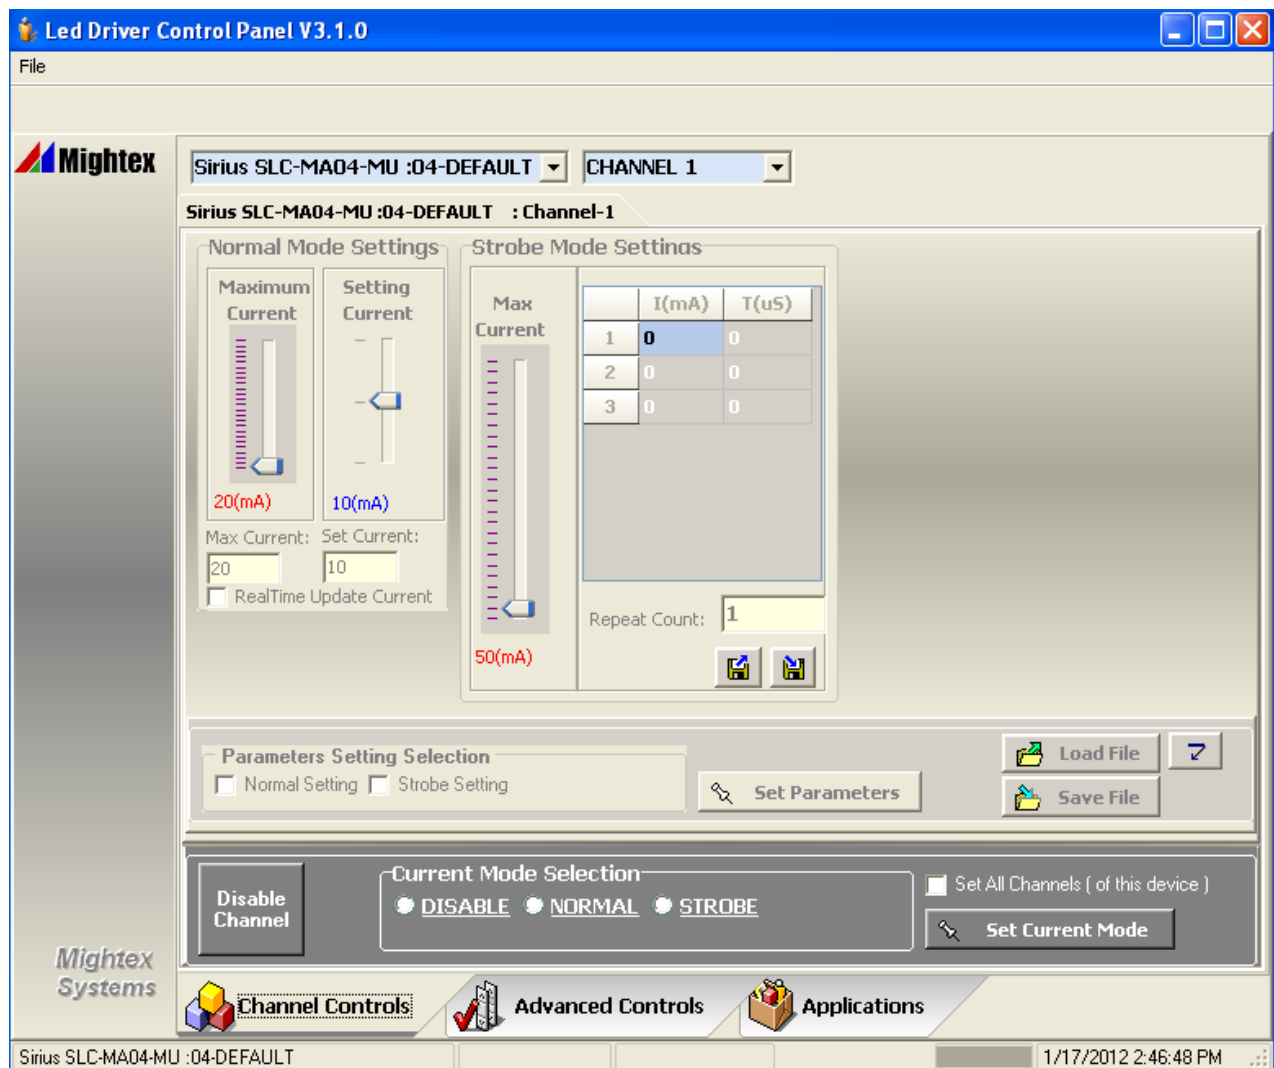 Led Driver Control Panel V3.1.0
File
Mightex
Sirius SLC-MA04-MU :04-DEFAULT CHANNEL 1
Sirius SLC-MA04-MU :04-DEFAULT : Channel-1
Normal Mode Settings
Maximum Current
Setting Current
20(mA)
10(mA)
Max Current: Set Current:
20
10
RealTime Update Current
Strobe Mode Settings
Max Current
50(mA)
I(mA) T(uS)
1 0 0
2 0 0
3 0 0
Repeat Count: 1
Parameters Setting Selection
Normal Setting Strobe Setting
Set Parameters
Load File
Save File
Disable Channel
Current Mode Selection
DISABLE NORMAL STROBE
Set All Channels ( of this device )
Set Current Mode
Mightex
Systems
Channel Controls Advanced Controls Applications
Sirius SLC-MA04-MU :04-DEFAULT 1/17/2012 2:46:48 PM